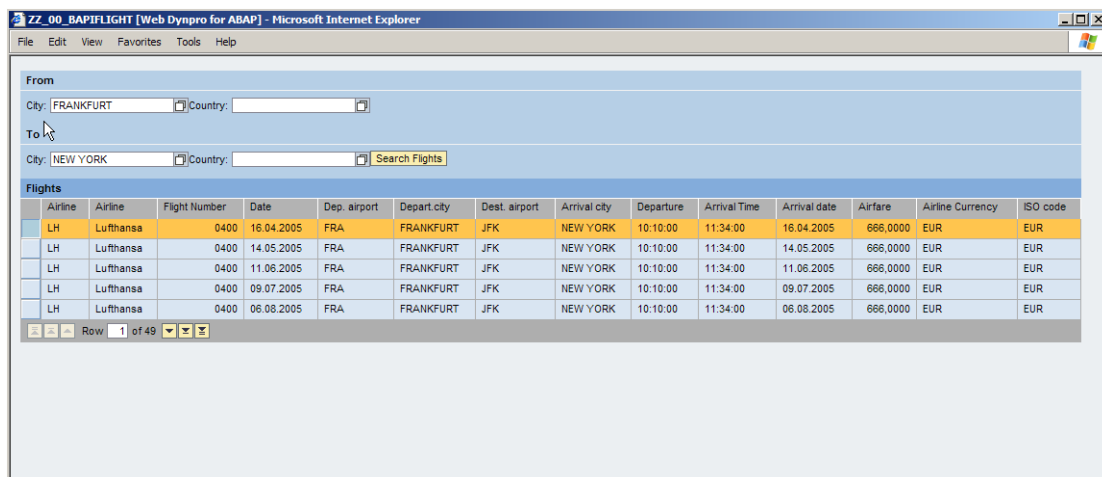 ZZ_00_BAPIFLIGHT [Web Dynpro for ABAP] - Microsoft Internet Explorer
File Edit View Favorites Tools Help
From
City: FRANKFURT Country:
To
City: NEW YORK Country: Search Flights
Flights
Airline Airline Flight Number Date Dep. airport Depart.city Dest. airport Arrival city Departure Arrival Time Arrival date Airfare Airline Currency ISO code
LH Lufthansa 0400 16.04.2005 FRA FRANKFURT JFK NEW YORK 10:10:00 11:34:00 16.04.2005 666,0000 EUR EUR
LH Lufthansa 0400 14.05.2005 FRA FRANKFURT JFK NEW YORK 10:10:00 11:34:00 14.05.2005 666,0000 EUR EUR
LH Lufthansa 0400 11.06.2005 FRA FRANKFURT JFK NEW YORK 10:10:00 11:34:00 11.06.2005 666,0000 EUR EUR
LH Lufthansa 0400 09.07.2005 FRA FRANKFURT JFK NEW YORK 10:10:00 11:34:00 09.07.2005 666,0000 EUR EUR
LH Lufthansa 0400 06.08.2005 FRA FRANKFURT JFK NEW YORK 10:10:00 11:34:00 06.08.2005 666,0000 EUR EUR
Row 1 of 49